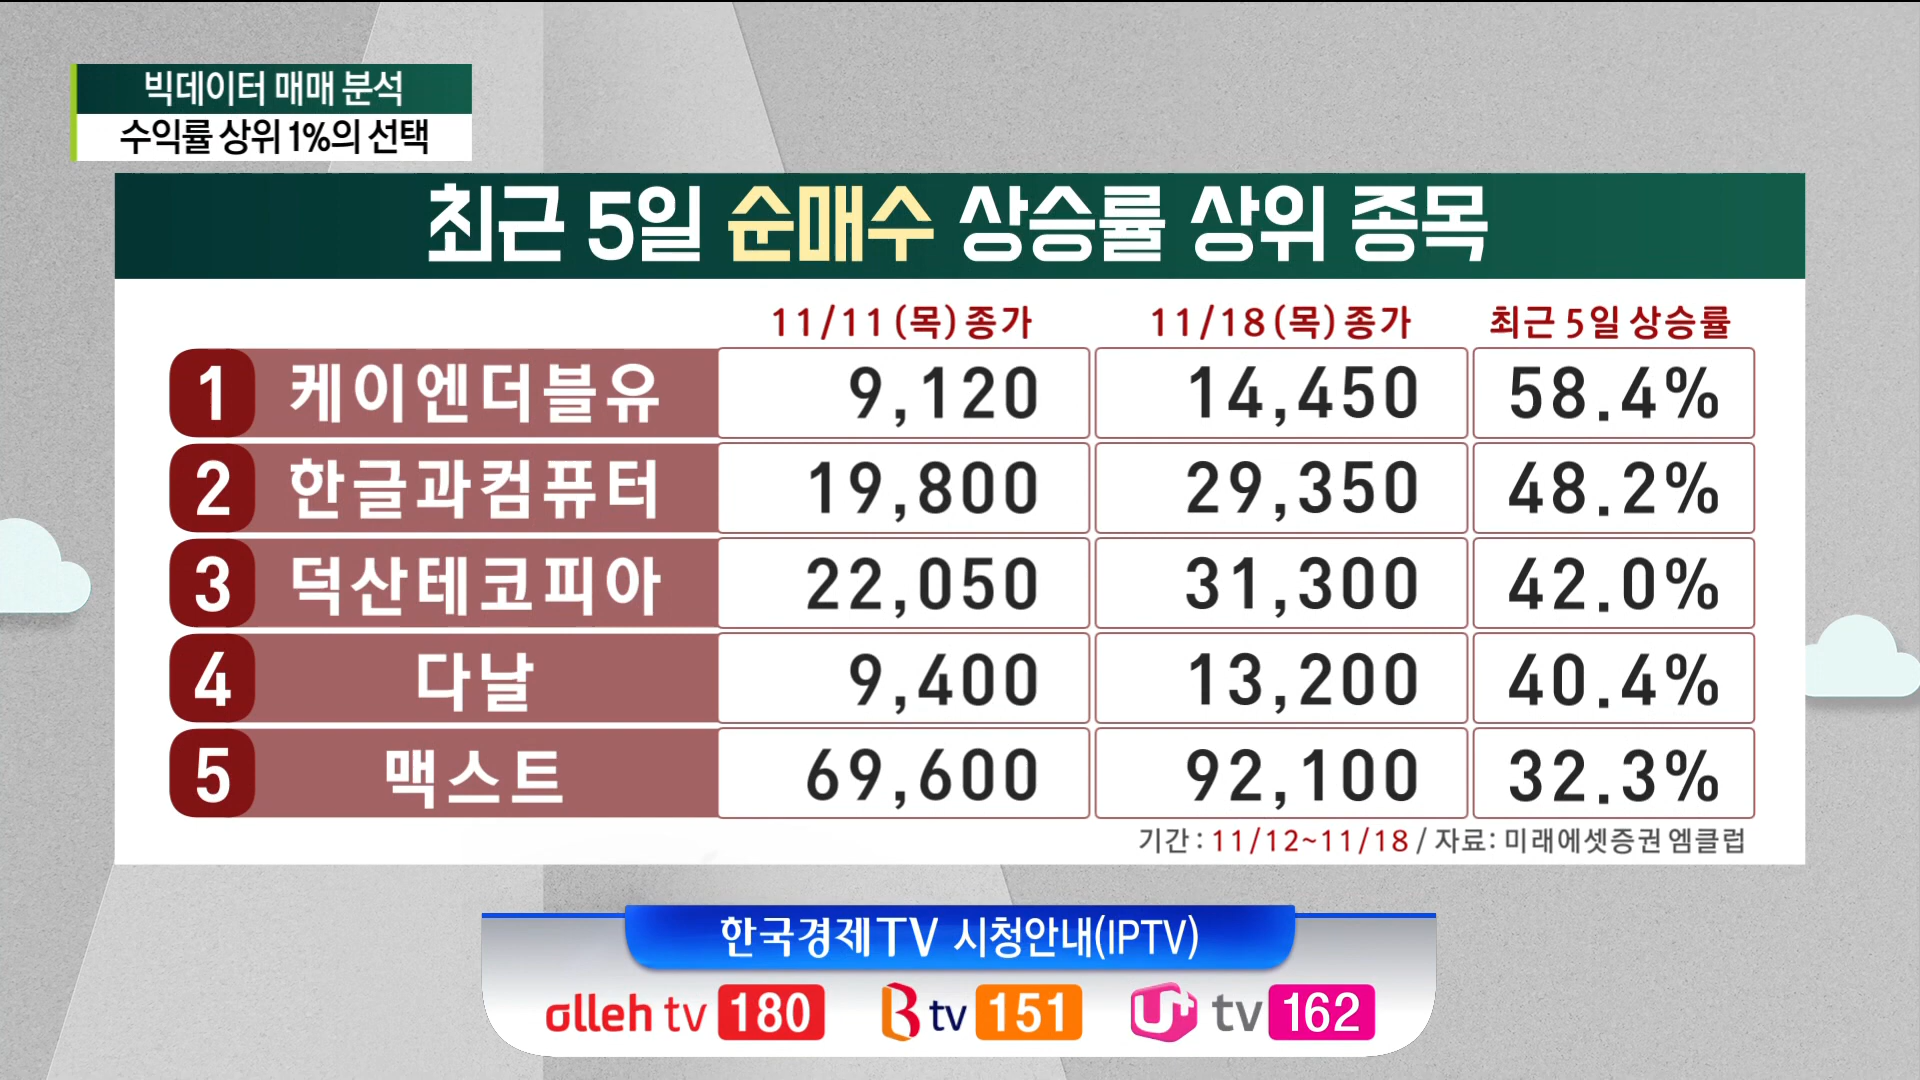 빅데이터 매매 분석
수익률 상위 1%의 선택
최근 5일 순매수 상승률 상위 종목
11/11(목) 종가 11/18(목) 종가 최근 5일 상승률
1 케이엔더블유 9,120 14,450 58.4%
2 한글과컴퓨터 19,800 29,350 48.2%
3 덕산테코피아 22,050 31,300 42.0%
4 다날 9,400 13,200 40.4%
5 맥스트 69,600 92,100 32.3%
기간 : 11/12~11/18 / 자료: 미래에셋증권 엠클럽
한국경제TV 시청안내(IPTV)
olleh tv 180 B tv 151 U+ tv 162